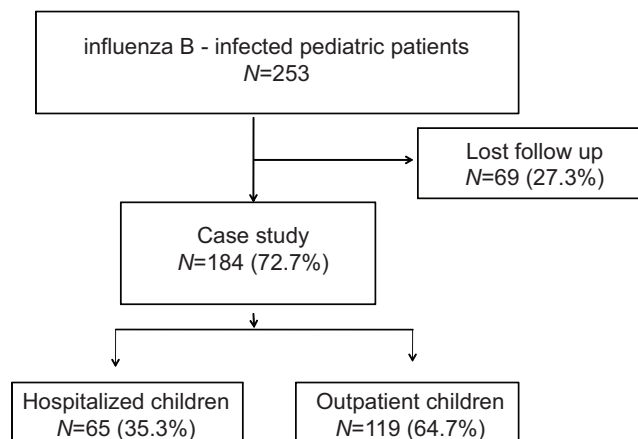 influenza B - infected pediatric patients
N=253
Lost follow up
N=69 (27.3%)
Case study
N=184 (72.7%)
Hospitalized children
N=65 (35.3%)
Outpatient children
N=119 (64.7%)